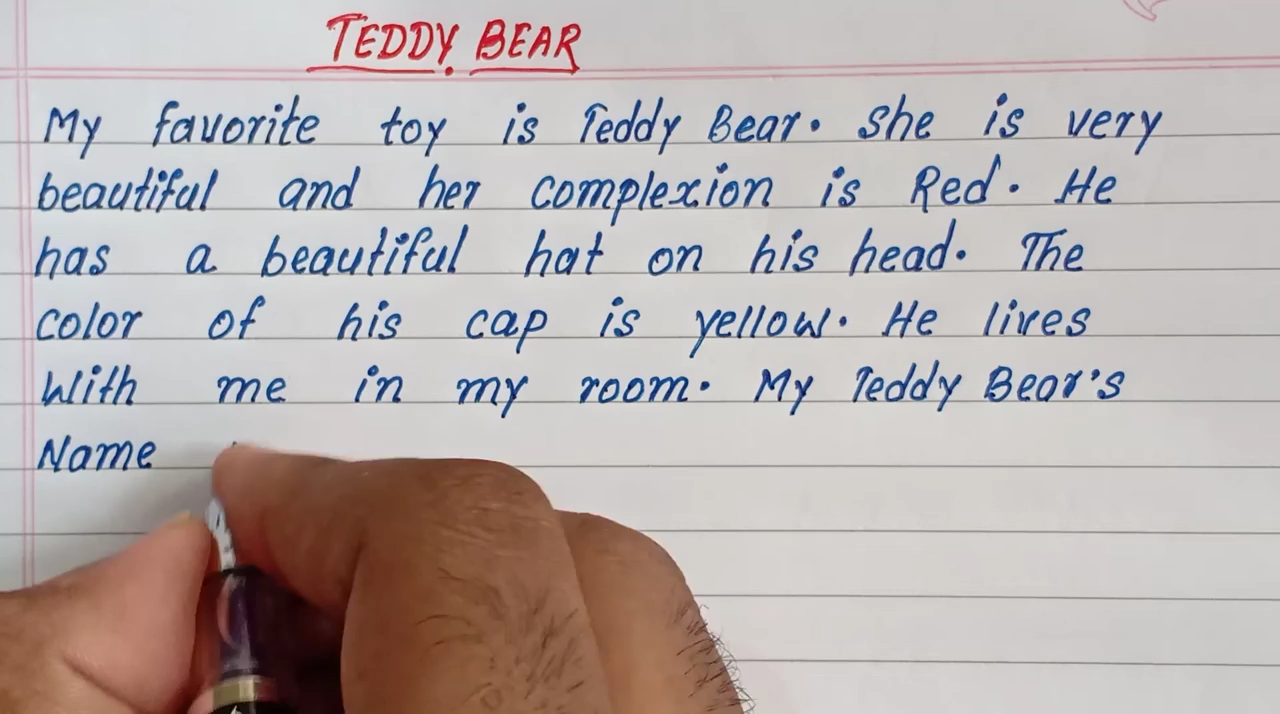 TEDDY BEAR
My favorite toy is Teddy Bear. She is very
beautiful and her complexion is Red. He
has a beautiful hat on his head. The
color of his cap is yellow. He lives
With me in my room. My Teddy Bear's
Name